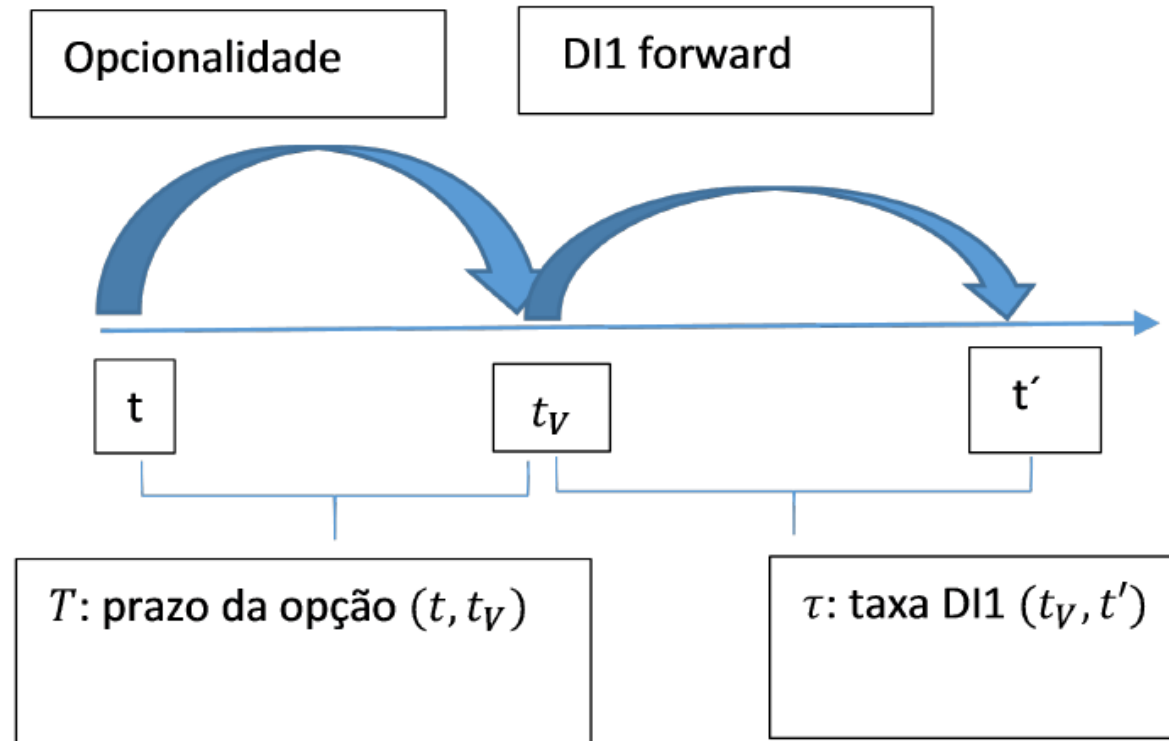 Opcionalidade
DI1 forward
t
t_V
t´
T: prazo da opção (t, t_V)
τ: taxa DI1 (t_V, t')